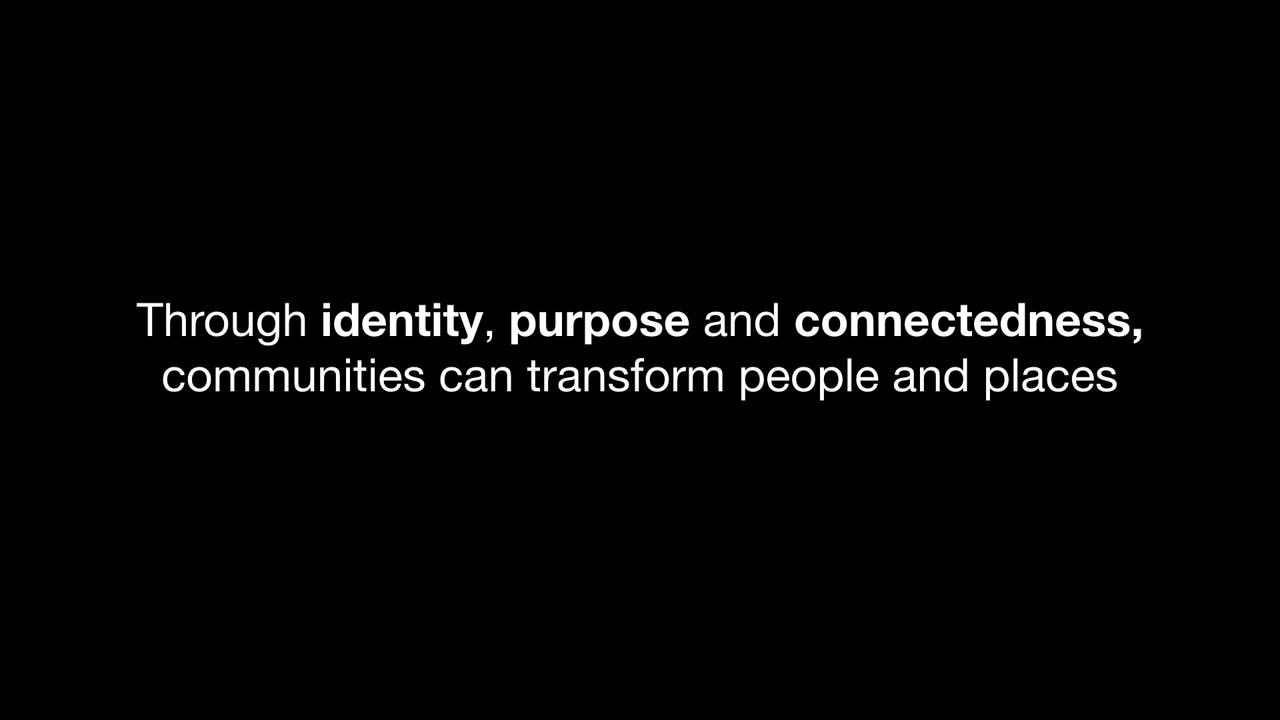 Through identity, purpose and connectedness,
communities can transform people and places